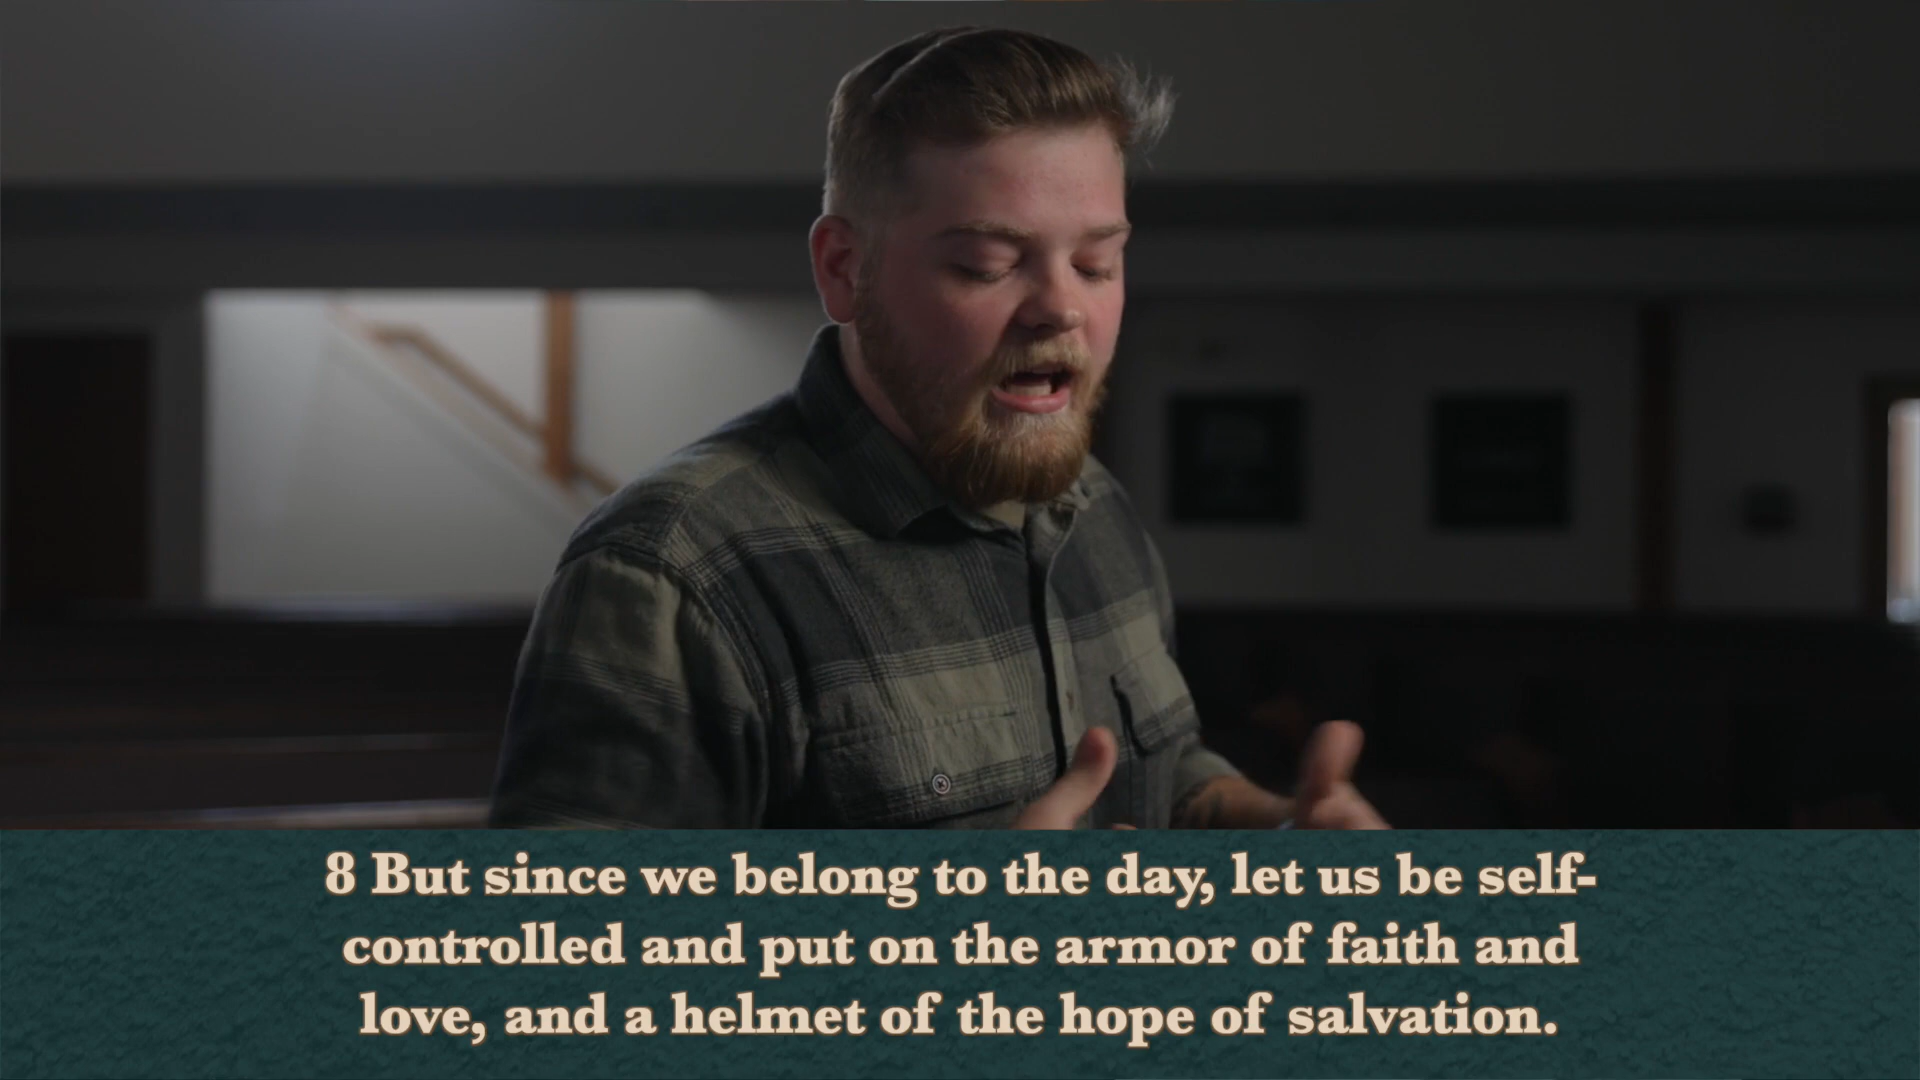 8 But since we belong to the day, let us be self-
controlled and put on the armor of faith and
love, and a helmet of the hope of salvation.